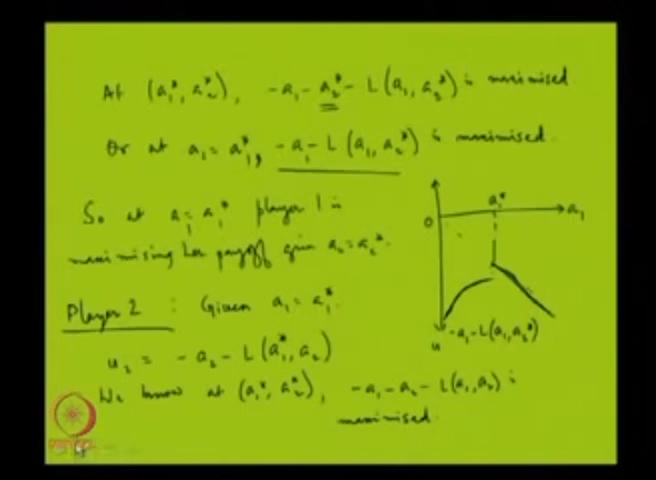 At (a₁*, a₂*), -a₁ - a₂* - L(a₁, a₂*) is maximised
Or at a₁ = a₁*, -a₁ - L(a₁, a₂*) is maximised.
So at a₁ = a₁* player 1 is
maximising her payoff given a₂ = a₂*.
Player 2 : Given a₁ = a₁*.
u₂ = -a₂ - L(a₁*, a₂)
We know at (a₁*, a₂*), -a₁ - a₂ - L(a₁, a₂) is
maximised.
a₁*
0
a₁
-a₁ - L(a₁, a₂*)
u